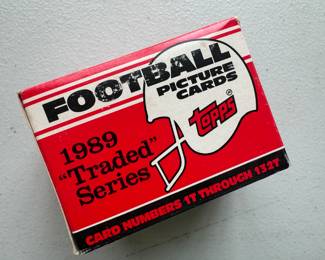 FOOTBALL
PICTURE
CARDS
topps®
1989
"Traded"
Series
CARD NUMBERS 1T THROUGH 132T